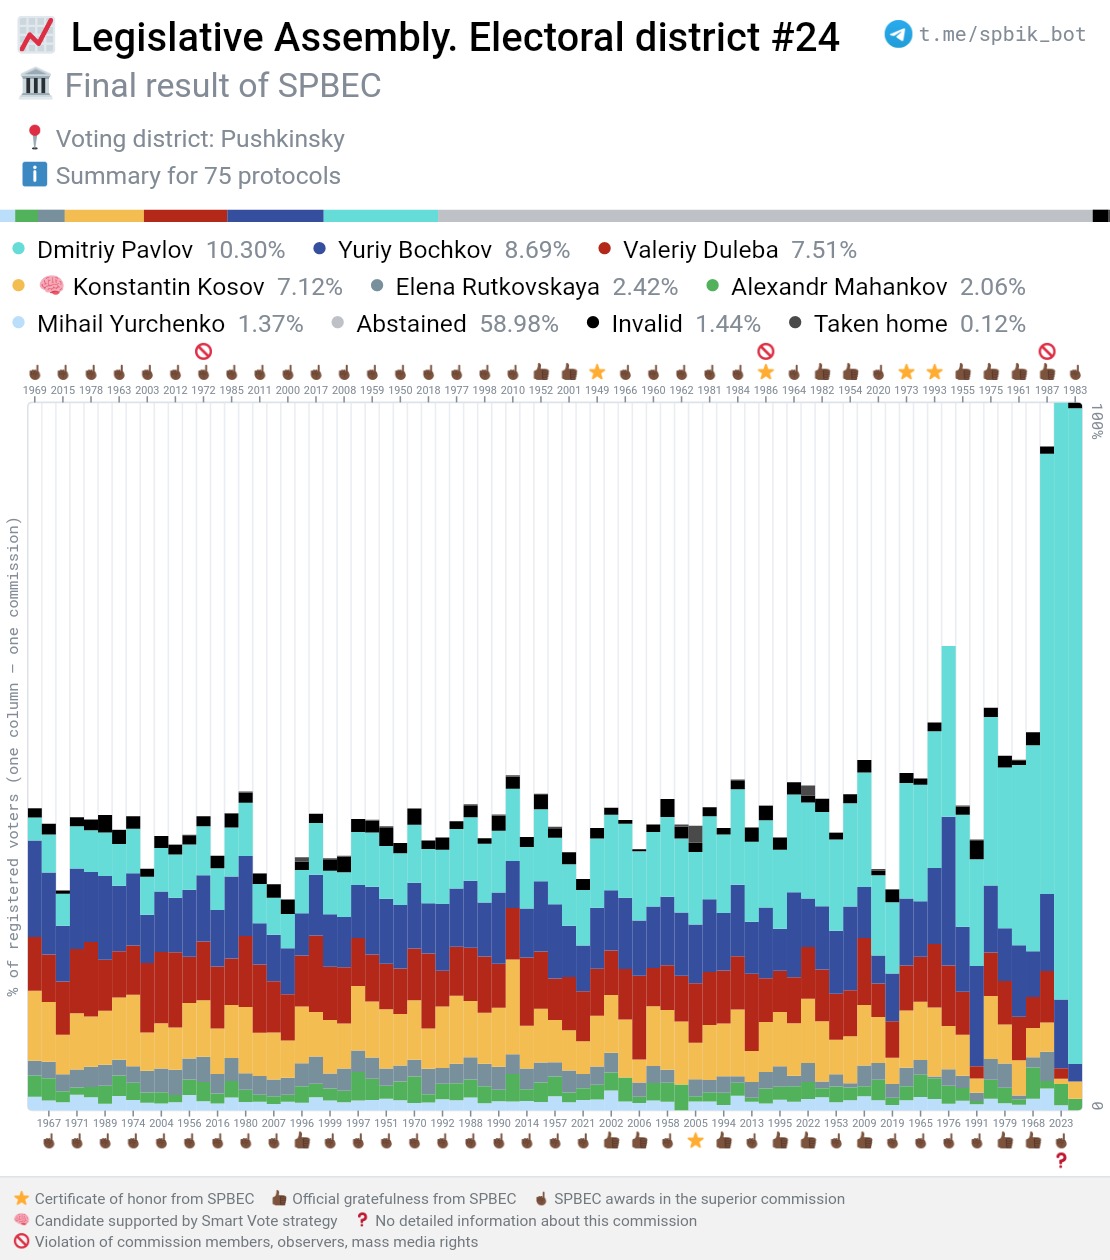 Legislative Assembly. Electoral district #24
t.me/spbik_bot
Final result of SPBEC
Voting district: Pushkinsky
Summary for 75 protocols
Dmitriy Pavlov 10.30% Yuriy Bochkov 8.69% Valeriy Duleba 7.51%
Konstantin Kosov 7.12% Elena Rutkovskaya 2.42% Alexandr Mahankov 2.06%
Mihail Yurchenko 1.37% Abstained 58.98% Invalid 1.44% Taken home 0.12%
1969 2015 1978 1963 2003 2012 1972 1985 2011 2000 2017 2008 1959 1950 2018 1977 1998 2010 1952 2001 1949 1966 1960 1962 1981 1984 1986 1964 1982 1954 2020 1973 1993 1955 1975 1961 1987 1983
100%
% of registered voters (one column – one commission)
0
1967 1971 1989 1974 2004 1956 2016 1980 2007 1996 1999 1997 1951 1970 1992 1988 1990 2014 1957 2021 2002 2006 1958 2005 1994 2013 1995 2022 1953 2009 2019 1965 1976 1991 1979 1968 2023
Certificate of honor from SPBEC Official gratefulness from SPBEC SPBEC awards in the superior commission
Candidate supported by Smart Vote strategy ? No detailed information about this commission
Violation of commission members, observers, mass media rights